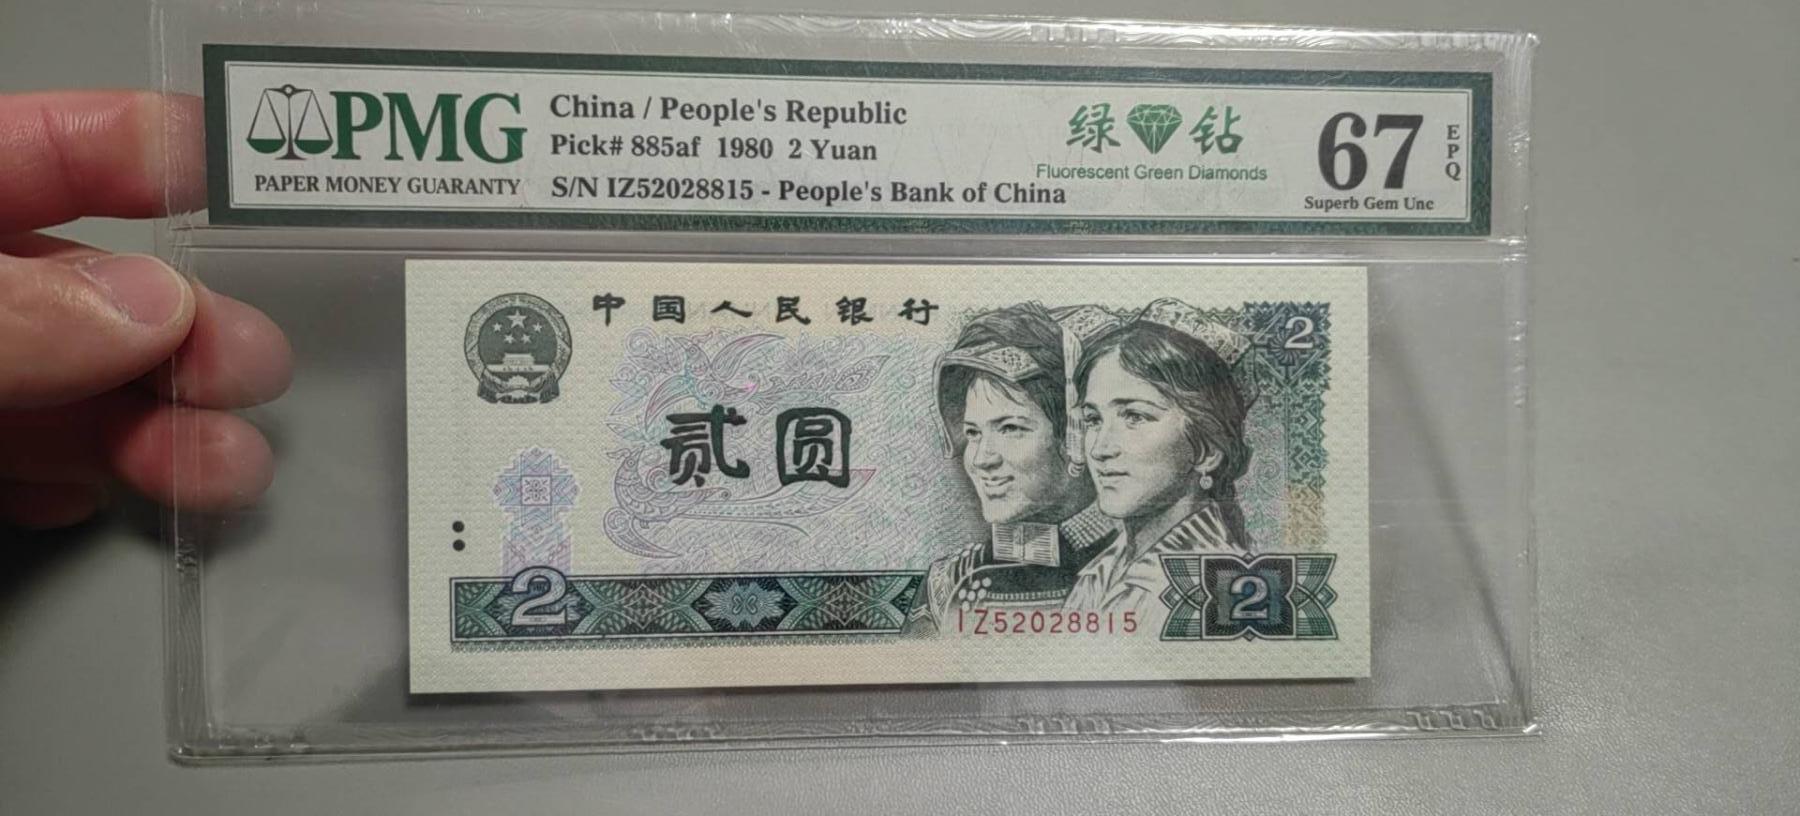 PMG
PAPER MONEY GUARANTY
China / People's Republic
Pick# 885af 1980 2 Yuan
S/N IZ52028815 - People's Bank of China
绿 钻
Fluorescent Green Diamonds
67
EPQ
Superb Gem Unc
中国人民银行
2
贰圆
2
IZ52028815
2